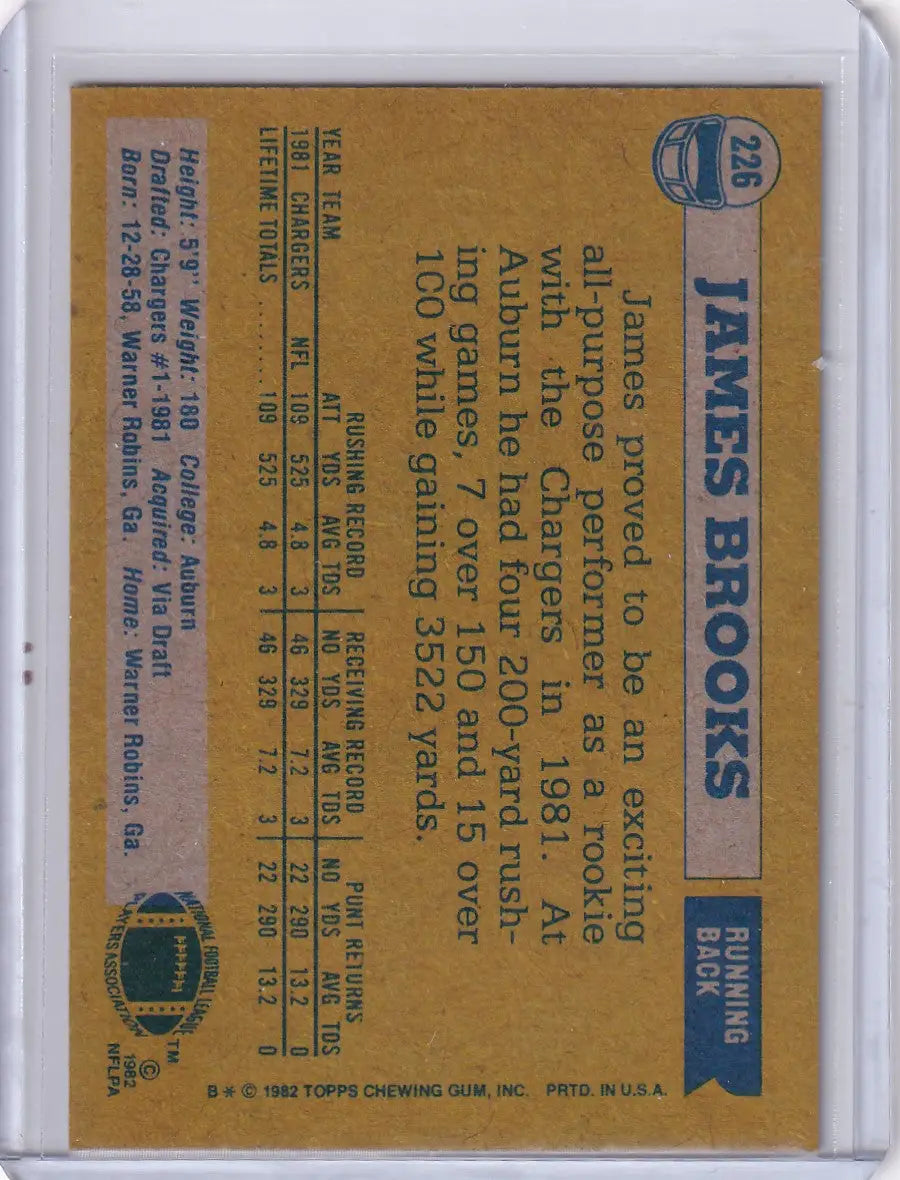 226
JAMES BROOKS
RUNNING
BACK
James proved to be an exciting
all-purpose performer as a rookie
with the Chargers in 1981. At
Auburn he had four 200-yard rush-
ing games, 7 over 150 and 15 over
100 while gaining 3522 yards.
RUSHING RECORD RECEIVING RECORD PUNT RETURNS
YEAR TEAM ATT YDS AVG TDS NO YDS AVG TDS NO YDS AVG TDS
1981 CHARGERS NFL 109 525 4.8 3 46 329 7.2 3 22 290 13.2 0
LIFETIME TOTALS ........ 109 525 4.8 3 46 329 7.2 3 22 290 13.2 0
Height: 5'9" Weight: 180 College: Auburn
Drafted: Chargers #1-1981 Acquired: Via Draft
Born: 12-28-58, Warner Robins, Ga. Home: Warner Robins, Ga.
NATIONAL FOOTBALL LEAGUE
PLAYERS ASSOCIATION
TM
©
1982
NFLPA
B * © 1982 TOPPS CHEWING GUM, INC. PRTD. IN U.S.A.